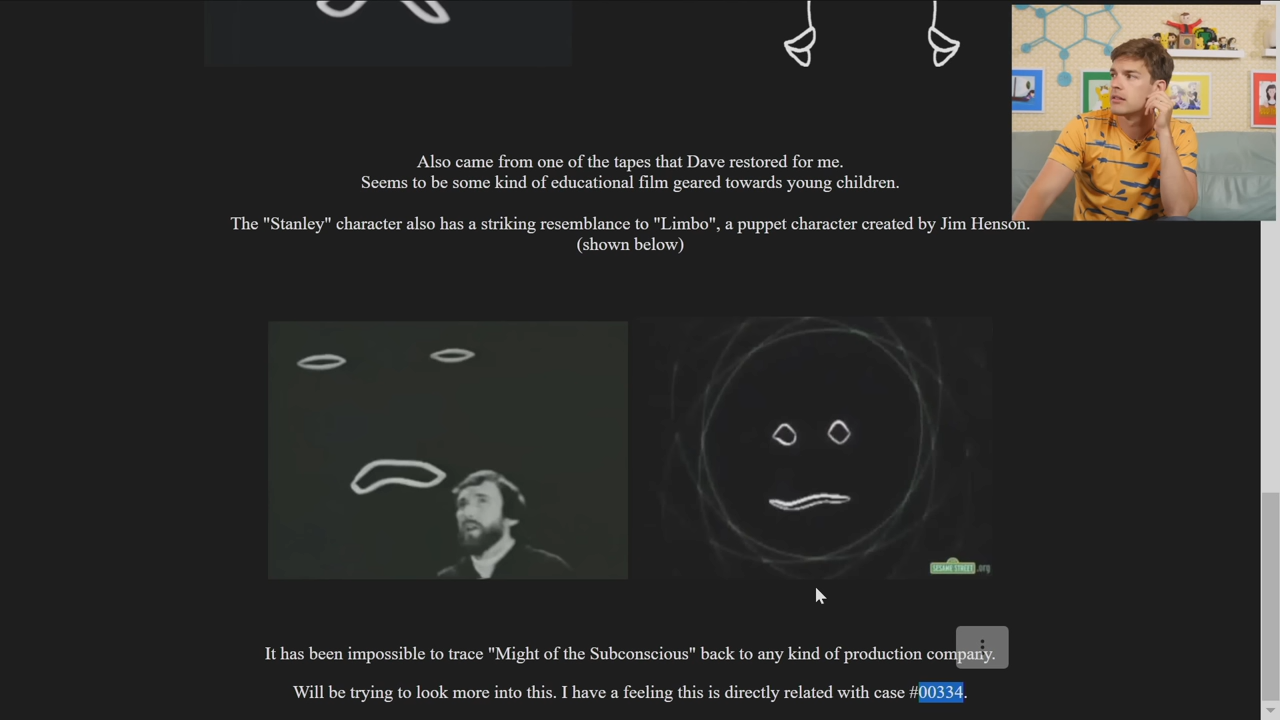 Also came from one of the tapes that Dave restored for me.
Seems to be some kind of educational film geared towards young children.
The "Stanley" character also has a striking resemblance to "Limbo", a puppet character created by Jim Henson.
(shown below)
SESAME STREET .org
It has been impossible to trace "Might of the Subconscious" back to any kind of production company.
Will be trying to look more into this. I have a feeling this is directly related with case #00334.